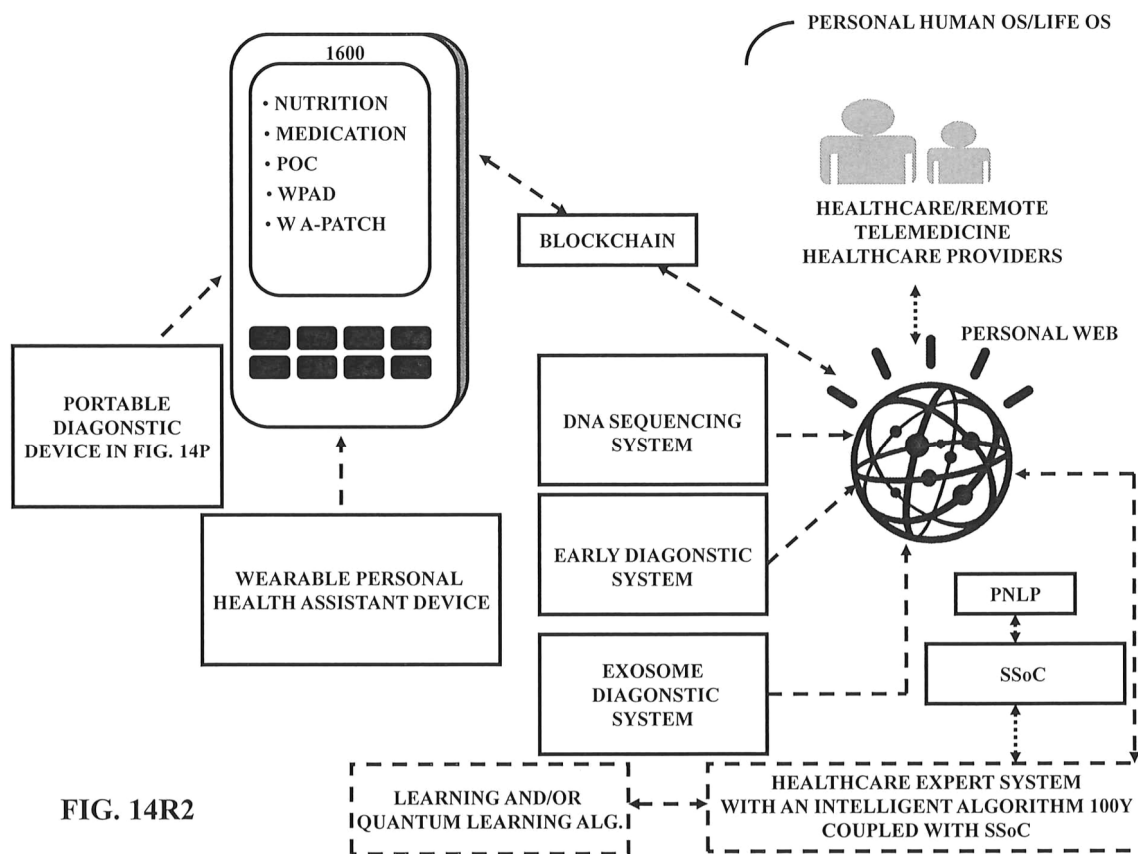 PERSONAL HUMAN OS/LIFE OS
1600
• NUTRITION
• MEDICATION
• POC
• WPAD
• W A-PATCH
BLOCKCHAIN
HEALTHCARE/REMOTE
TELEMEDICINE
HEALTHCARE PROVIDERS
PERSONAL WEB
PORTABLE
DIAGONSTIC
DEVICE IN FIG. 14P
DNA SEQUENCING
SYSTEM
WEARABLE PERSONAL
HEALTH ASSISTANT DEVICE
EARLY DIAGONSTIC
SYSTEM
PNLP
SSoC
EXOSOME
DIAGONSTIC
SYSTEM
FIG. 14R2
LEARNING AND/OR
QUANTUM LEARNING ALG.
HEALTHCARE EXPERT SYSTEM
WITH AN INTELLIGENT ALGORITHM 100Y
COUPLED WITH SSoC